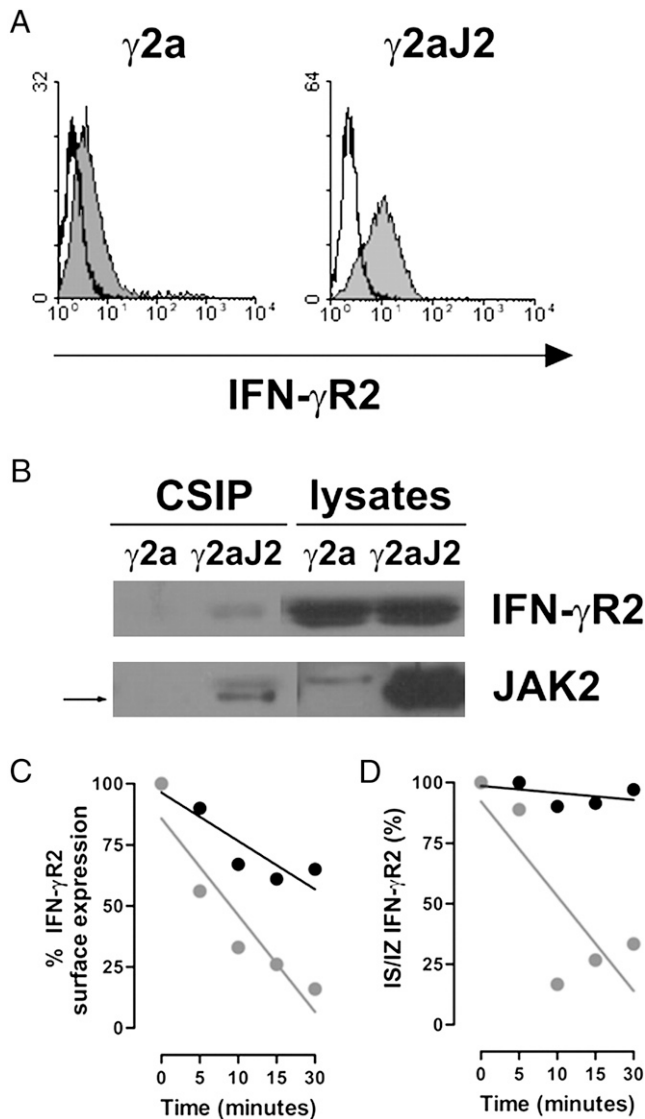 A
γ2a
γ2aJ2
32
0
10⁰ 10¹ 10² 10³ 10⁴
64
0
10⁰ 10¹ 10² 10³ 10⁴
IFN-γR2
B
CSIP lysates
γ2a γ2aJ2 γ2a γ2aJ2
IFN-γR2
JAK2
C
% IFN-γR2
surface expression
100
75
50
25
0
0 5 10 15 30
Time (minutes)
D
IS/IZ IFN-γR2 (%)
100
75
50
25
0
0 5 10 15 30
Time (minutes)